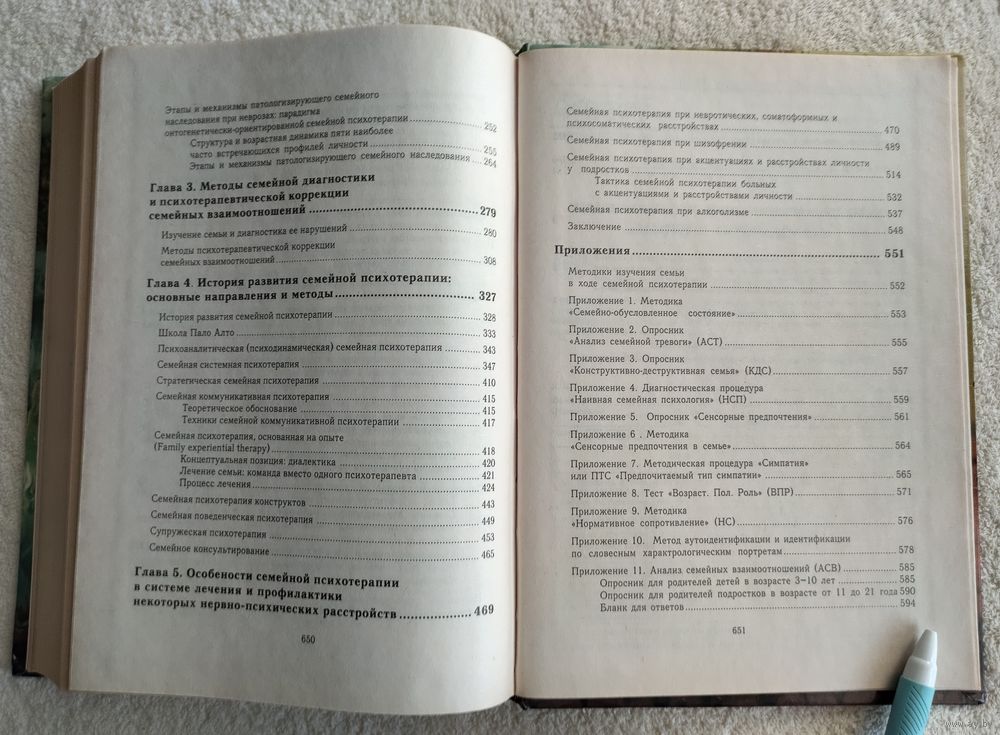 Этапы и механизмы патологизирующего семейного
наследования при неврозах: парадигма
онтогенетически-ориентированной семейной психотерапии ..... 252
Структура и возрастная динамика пяти наиболее
часто встречающихся профилей личности ..... 255
Этапы и механизмы патологизирующего семейного наследования ..... 264
Глава 3. Методы семейной диагностики
и психотерапевтической коррекции
семейных взаимоотношений ..... 279
Изучение семьи и диагностика ее нарушений ..... 280
Методы психотерапевтической коррекции
семейных взаимоотношений ..... 308
Глава 4. История развития семейной психотерапии:
основные направления и методы ..... 327
История развития семейной психотерапии ..... 328
Школа Пало Алто ..... 333
Психоаналитическая (психодинамическая) семейная психотерапия ..... 343
Семейная системная психотерапия ..... 347
Стратегическая семейная психотерапия ..... 410
Семейная коммуникативная психотерапия ..... 415
Теоретическое обоснование ..... 415
Техники семейной коммуникативной психотерапии ..... 417
Семейная психотерапия, основанная на опыте
(Family experiential therapy) ..... 418
Концептуальная позиция: диалектика ..... 420
Лечение семьи: команда вместо одного психотерапевта ..... 421
Процесс лечения ..... 424
Семейная психотерапия конструктов ..... 443
Семейная поведенческая психотерапия ..... 449
Супружеская психотерапия ..... 453
Семейное консультирование ..... 465
Глава 5. Особености семейной психотерапии
в системе лечения и профилактики
некоторых нервно-психических расстройств ..... 469
650
Семейная психотерапия при невротических, соматоформных и
психосоматических расстройствах ..... 470
Семейная психотерапия при шизофрении ..... 489
Семейная психотерапия при акцентуациях и расстройствах личности
у подростков ..... 514
Тактика семейной психотерапии больных
с акцентуациями и расстройствами личности ..... 532
Семейная психотерапия при алкоголизме ..... 537
Заключение ..... 548
Приложения ..... 551
Методики изучения семьи
в ходе семейной психотерапии ..... 552
Приложение 1. Методика
«Семейно-обусловленное состояние» ..... 553
Приложение 2. Опросник
«Анализ семейной тревоги» (АСТ) ..... 555
Приложение 3. Опросник
«Конструктивно-деструктивная семья» (КДС) ..... 557
Приложение 4. Диагностическая процедура
«Наивная семейная психология» (НСП) ..... 559
Приложение 5. Опросник «Сенсорные предпочтения» ..... 561
Приложение 6 . Методика
«Сенсорные предпочтения в семье» ..... 564
Приложение 7. Методическая процедура «Симпатия»
или ПТС «Предпочитаемый тип симпатии» ..... 565
Приложение 8. Тест «Возраст. Пол. Роль» (ВПР) ..... 571
Приложение 9. Методика
«Нормативное сопротивление» (НС) ..... 576
Приложение 10. Метод аутоидентификации и идентификации
по словесным характрологическим портретам ..... 578
Приложение 11. Анализ семейных взаимоотношений (АСВ) ..... 585
Опросник для родителей детей в возрасте 3–10 лет ..... 585
Опросник для родителей подростков в возрасте от 11 до 21 года 590
Бланк для ответов ..... 594
651
www.ay.by